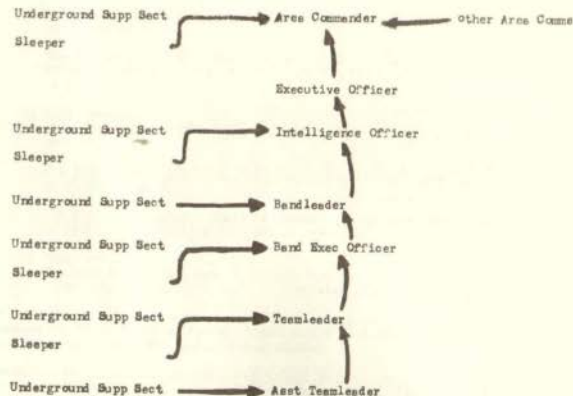 Underground Supp Sect Area Commander other Area Comme
Sleeper
Executive Officer
Underground Supp Sect Intelligence Officer
Sleeper
Underground Supp Sect Bandleader
Underground Supp Sect Band Exec Officer
Sleeper
Underground Supp Sect Teamleader
Sleeper
Underground Supp Sect Asst Teamleader